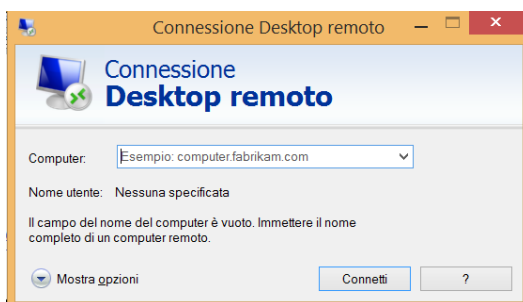 Connessione Desktop remoto
Connessione
Desktop remoto
Computer: Esempio: computer.fabrikam.com
Nome utente: Nessuna specificata
Il campo del nome del computer è vuoto. Immettere il nome
completo di un computer remoto.
Mostra opzioni Connetti ?